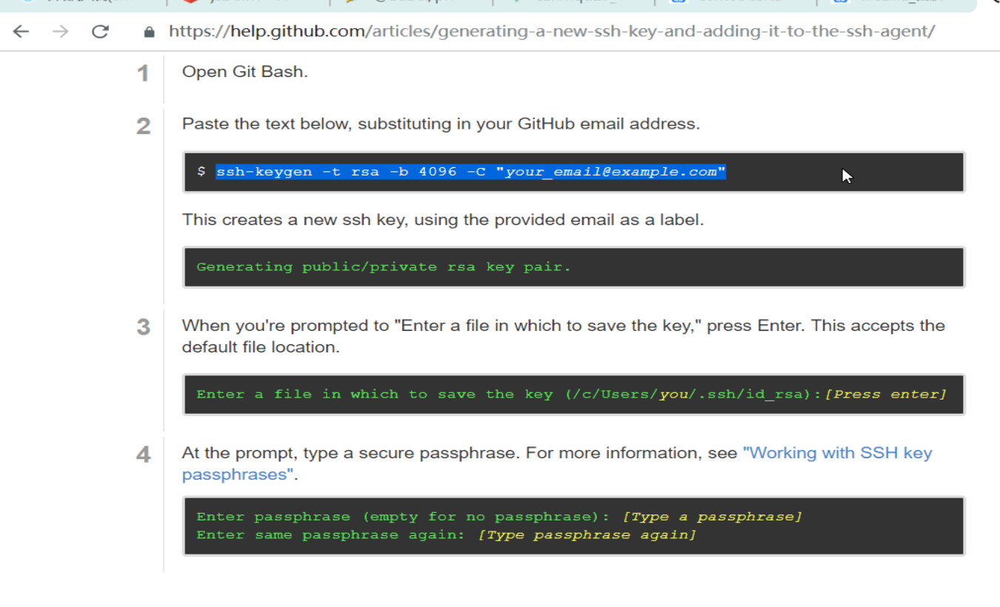 https://help.github.com/articles/generating-a-new-ssh-key-and-adding-it-to-the-ssh-agent/
1 Open Git Bash.
2 Paste the text below, substituting in your GitHub email address.
$ ssh-keygen -t rsa -b 4096 -C "your_email@example.com"
This creates a new ssh key, using the provided email as a label.
Generating public/private rsa key pair.
3 When you're prompted to "Enter a file in which to save the key," press Enter. This accepts the
default file location.
Enter a file in which to save the key (/c/Users/you/.ssh/id_rsa):[Press enter]
4 At the prompt, type a secure passphrase. For more information, see "Working with SSH key
passphrases".
Enter passphrase (empty for no passphrase): [Type a passphrase]
Enter same passphrase again: [Type passphrase again]